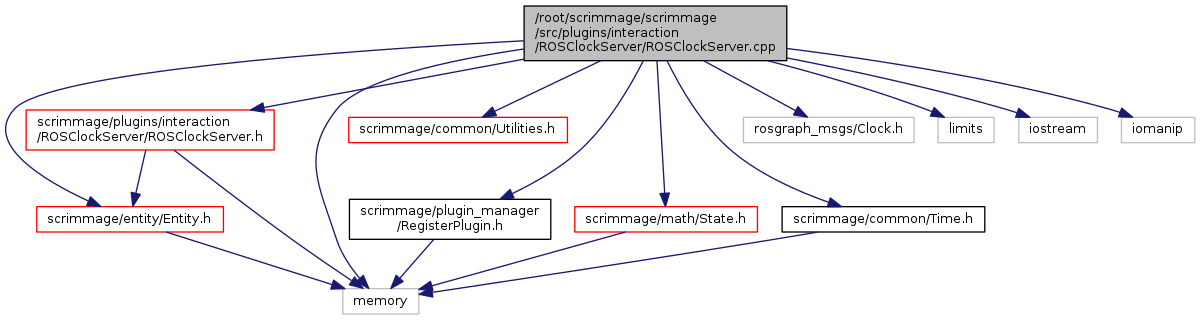 /root/scrimmage/scrimmage
/src/plugins/interaction
/ROSClockServer/ROSClockServer.cpp
scrimmage/plugins/interaction
/ROSClockServer/ROSClockServer.h
scrimmage/common/Utilities.h
rosgraph_msgs/Clock.h
limits
iostream
iomanip
scrimmage/entity/Entity.h
scrimmage/plugin_manager
/RegisterPlugin.h
scrimmage/math/State.h
scrimmage/common/Time.h
memory